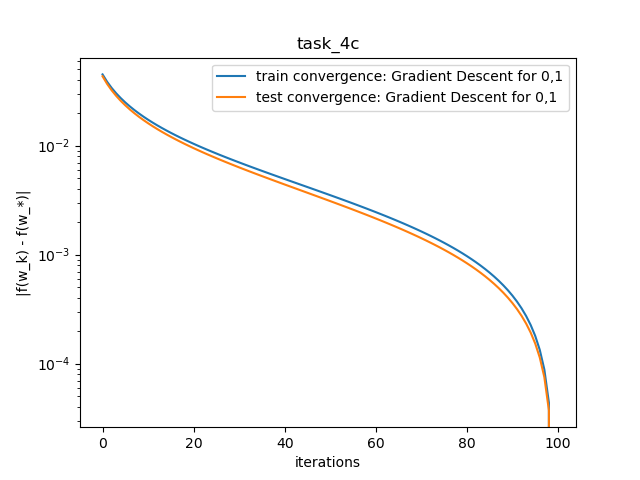 task_4c
train convergence: Gradient Descent for 0,1
test convergence: Gradient Descent for 0,1
10⁻²
10⁻³
10⁻⁴
|f(w_k) - f(w_*)|
0 20 40 60 80 100
iterations